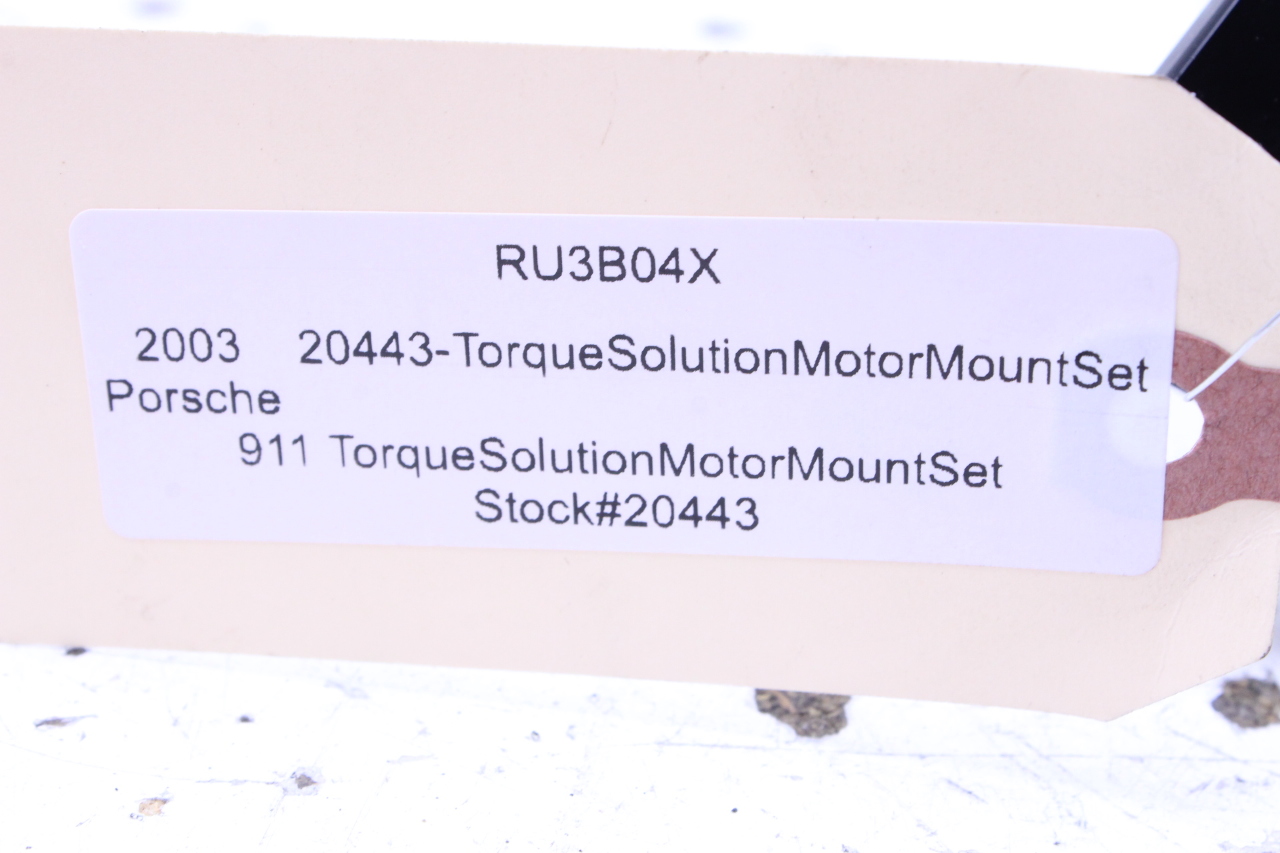 RU3B04X
2003 20443-TorqueSolutionMotorMountSet
Porsche
911 TorqueSolutionMotorMountSet
Stock#20443